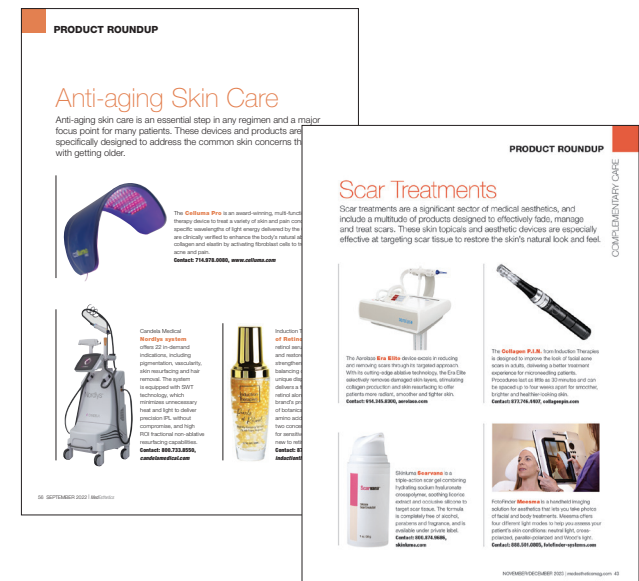 PRODUCT ROUNDUP
Anti-aging Skin Care
Anti-aging skin care is an essential step in any regimen and a major
focus point for many patients. These devices and products are
specifically designed to address the common skin concerns th
with getting older.
The Celluma Pro is an award-winning, multi-functi
therapy device to treat a variety of skin and pain con
specific wavelengths of light energy delivered by the
are clinically verified to enhance the body's natural ab
collagen and elastin by activating fibroblast cells to tr
acne and pain.
Contact: 714.978.0080, www.celluma.com
Candela Medical
Nordlys system
offers 22 in-demand
indications, including
pigmentation, vascularity,
skin resurfacing and hair
removal. The system
is equipped with SWT
technology, which
minimizes unnecessary
heat and light to deliver
precision IPL without
compromise, and high
ROI fractional non-ablative
resurfacing capabilities.
Contact: 800.733.8550,
candelamedical.com
Induction T
of Retino
retinol seru
and restore
strengthen
balancing
unique disp
delivers a f
retinol alon
brand's pro
of botanica
amino acid
two conce
for sensitiv
new to reti
Contact: 87
inductionth
SEPTEMBER 2022 | MedEsthetics
PRODUCT ROUNDUP
COMPLEMENTARY CARE
Scar Treatments
Scar treatments are a significant sector of medical aesthetics, and
include a multitude of products designed to effectively fade, manage
and treat scars. These skin topicals and aesthetic devices are especially
effective at targeting scar tissue to restore the skin's natural look and feel.
The Aerolase Era Elite device excels in reducing
and removing scars through its targeted approach.
With its cutting-edge ablative technology, the Era Elite
selectively removes damaged skin layers, stimulating
collagen production and skin resurfacing to offer
patients more radiant, smoother and tighter skin.
Contact: 914.345.8300, aerolase.com
The Collagen P.I.N. from Induction Therapies
is designed to improve the look of facial acne
scars in adults, delivering a better treatment
experience for microneedling patients.
Procedures last as little as 30 minutes and can
be spaced up to four weeks apart for smoother,
brighter and healthier-looking skin.
Contact: 877.746.4407, collagenpin.com
Skinluma Scarvana is a
triple-action scar gel combining
hydrating sodium hyaluronate
crosspolymer, soothing licorice
extract and occlusive silicone to
target scar tissue. The formula
is completely free of alcohol,
parabens and fragrance, and is
available under private label.
Contact: 800.974.9686,
skinluma.com
FotoFinder Meesma is a handheld imaging
solution for aesthetics that lets you take photos
of facial and body treatments. Meesma offers
four different light modes to help you assess your
patient's skin condition: neutral light, cross-
polarized, parallel-polarized and Wood's light.
Contact: 888.501.0805, fotofinder-systems.com
NOVEMBER/DECEMBER 2023 | medestheticsmag.com 43